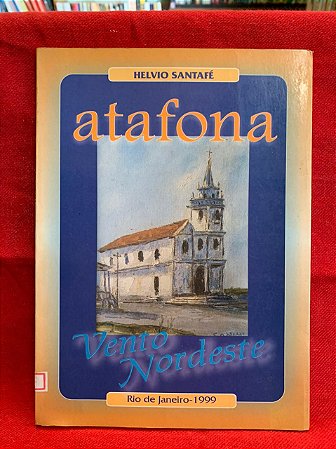 HELVIO SANTAFÉ
atafona
Vento
Nordeste
Rio de Janeiro-1999